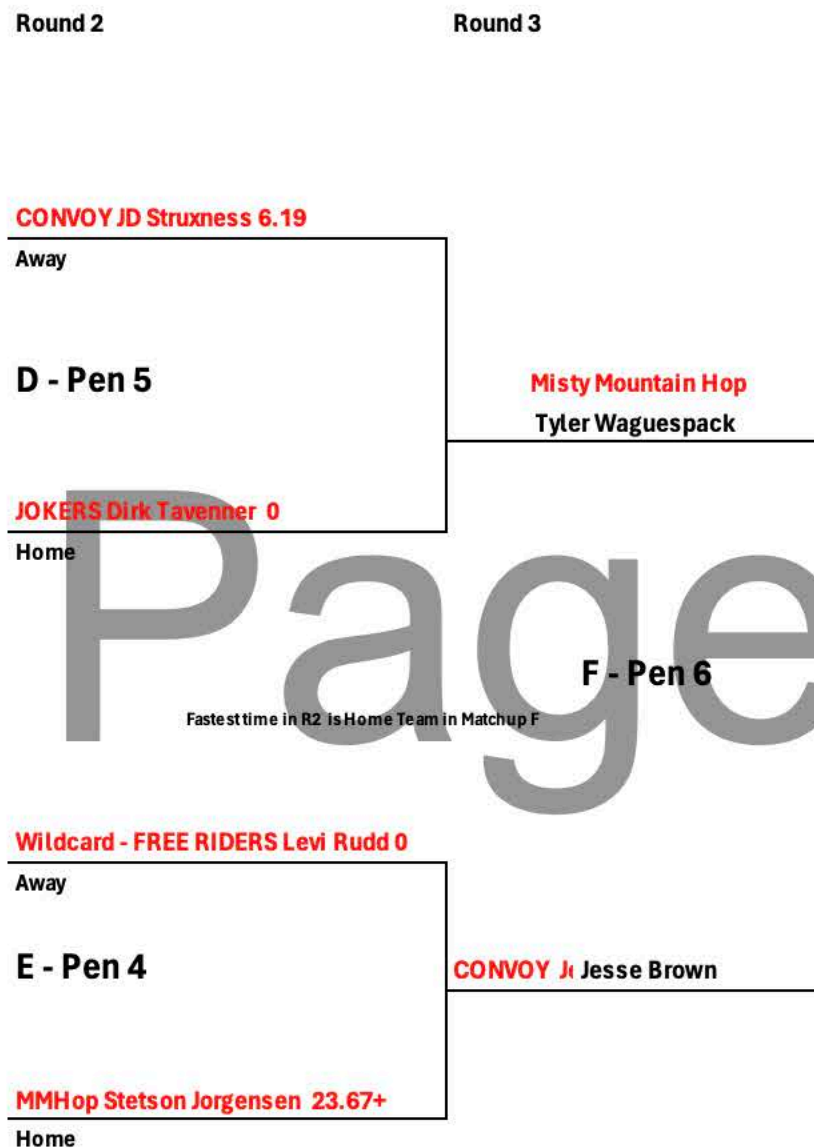 Round 2
Round 3
CONVOY JD Struxness 6.19
Away
D - Pen 5
Misty Mountain Hop
Tyler Waguespack
JOKERS Dirk Tavenner 0
Home
Page
F - Pen 6
Fastest time in R2 is Home Team in Matchup F
Wildcard - FREE RIDERS Levi Rudd 0
Away
E - Pen 4
CONVOY Je Jesse Brown
MMHop Stetson Jorgensen 23.67+
Home